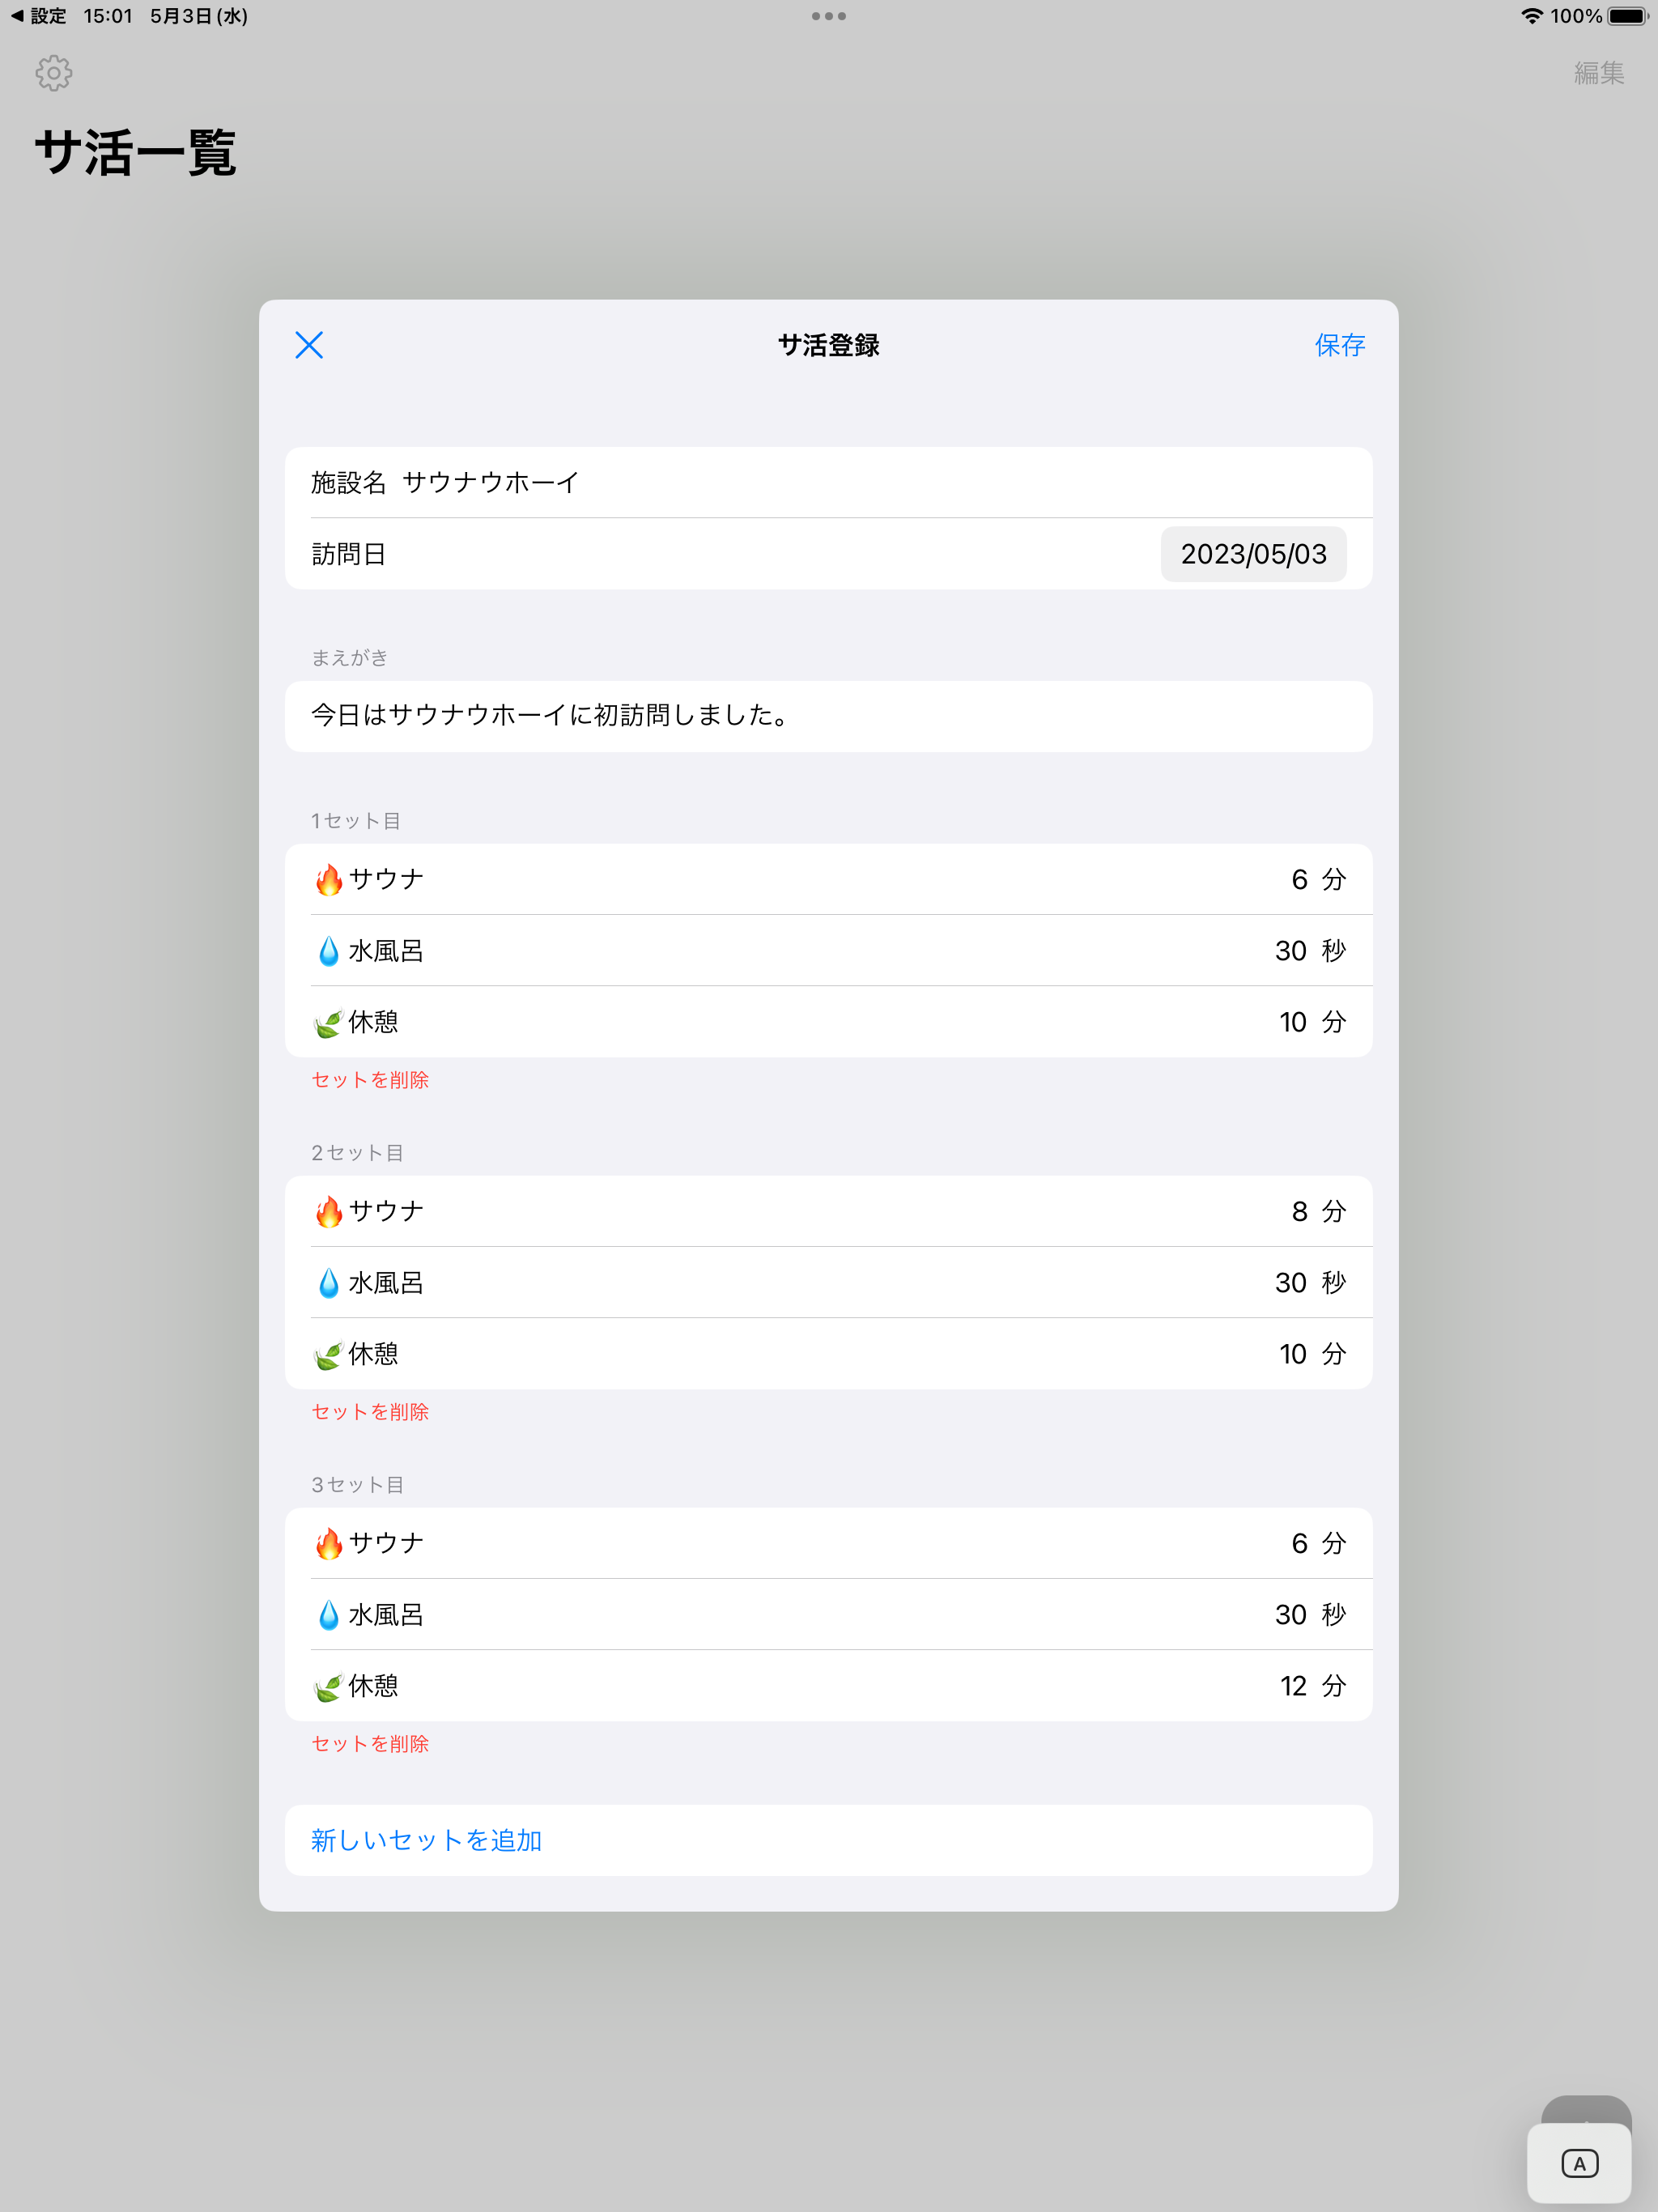 設定 15:01 5月3日(水) 100%
編集
サ活一覧
サ活登録 保存
施設名 サウナウホーイ
訪問日 2023/05/03
まえがき
今日はサウナウホーイに初訪問しました。
1セット目
サウナ 6 分
水風呂 30 秒
休憩 10 分
セットを削除
2セット目
サウナ 8 分
水風呂 30 秒
休憩 10 分
セットを削除
3セット目
サウナ 6 分
水風呂 30 秒
休憩 12 分
セットを削除
新しいセットを追加
A